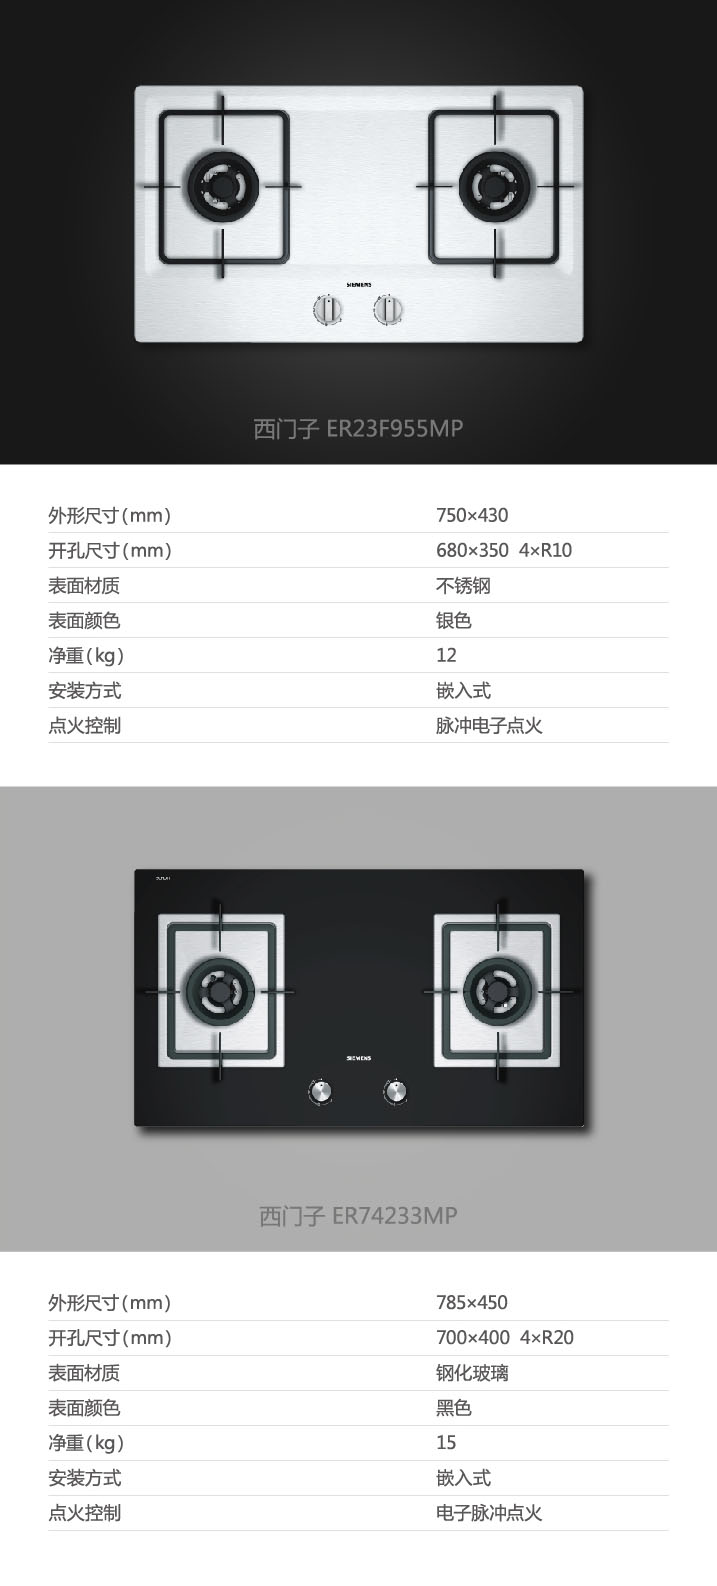 SIEMENS
西门子 ER23F955MP
外形尺寸(mm) 750×430
开孔尺寸(mm) 680×350 4×R10
表面材质 不锈钢
表面颜色 银色
净重(kg) 12
安装方式 嵌入式
点火控制 脉冲电子点火
SIEMENS
西门子 ER74233MP
外形尺寸(mm) 785×450
开孔尺寸(mm) 700×400 4×R20
表面材质 钢化玻璃
表面颜色 黑色
净重(kg) 15
安装方式 嵌入式
点火控制 电子脉冲点火